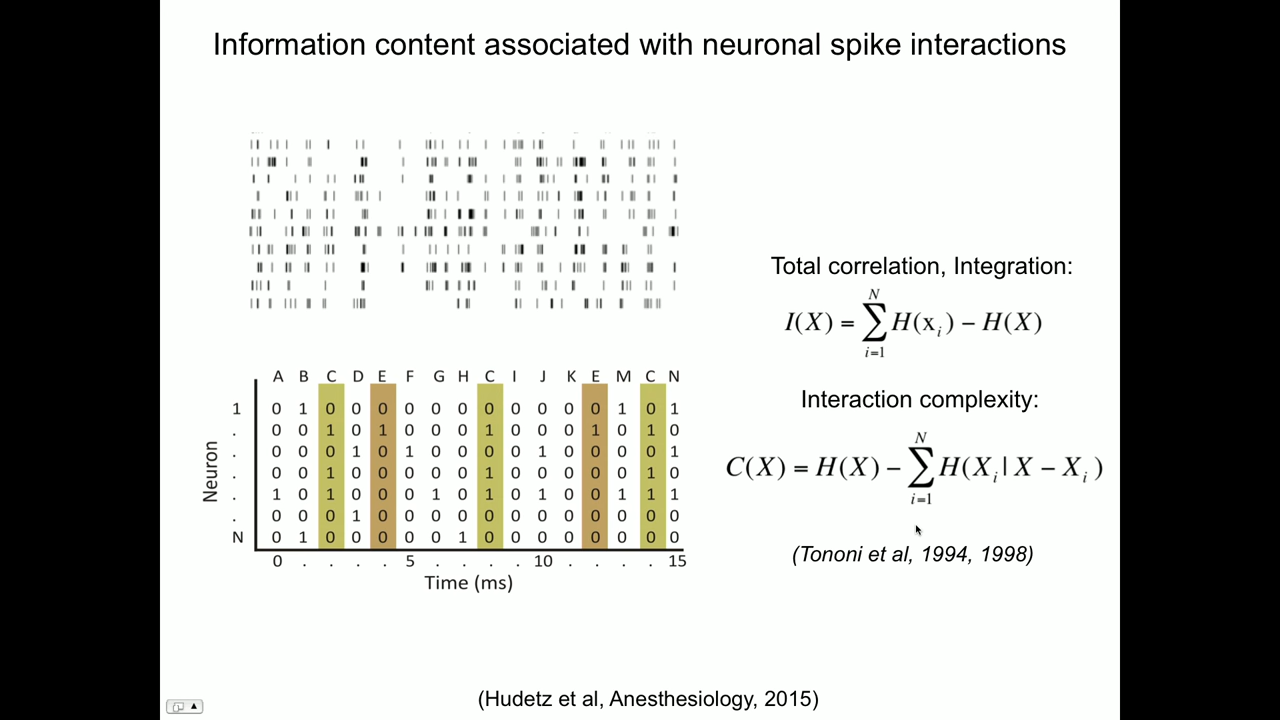 Information content associated with neuronal spike interactions
Total correlation, Integration:
I(X) = ∑ᵢ₌₁ᴺ H(xᵢ) − H(X)
Interaction complexity:
C(X) = H(X) − ∑ᵢ₌₁ᴺ H(Xᵢ | X − Xᵢ)
(Tononi et al, 1994, 1998)
A B C D E F G H C I J K E M C N
1 0 1 0 0 0 0 0 0 0 0 0 0 0 1 0 1
. 0 0 1 0 1 0 0 0 1 0 0 0 1 0 1 0
. 0 0 0 1 0 1 0 0 0 0 1 0 0 0 0 1
. 0 0 1 0 0 0 0 0 1 0 0 0 0 0 1 0
. 1 0 1 0 0 0 1 0 1 0 1 0 0 1 1 1
. 0 0 0 1 0 0 0 0 0 0 0 0 0 0 0 0
N 0 1 0 0 0 0 0 1 0 0 0 0 0 0 0 0
Neuron
0 . . . . 5 . . . . 10 . . . . 15
Time (ms)
(Hudetz et al, Anesthesiology, 2015)